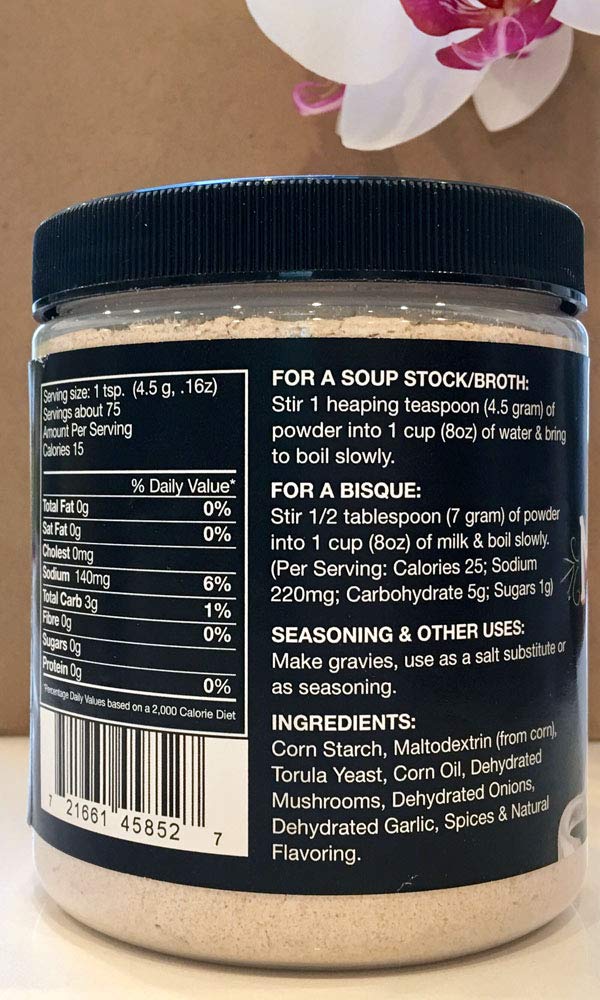 Serving size: 1 tsp. (4.5 g, .16z)
Servings about 75
Amount Per Serving
Calories 15
% Daily Value*
Total Fat 0g 0%
Sat Fat 0g 0%
Cholest 0mg
Sodium 140mg 6%
Total Carb 3g 1%
Fibre 0g 0%
Sugars 0g
Protein 0g 0%
*Percentage Daily Values based on a 2,000 Calorie Diet
7 21661 45852 7
FOR A SOUP STOCK/BROTH:
Stir 1 heaping teaspoon (4.5 gram) of
powder into 1 cup (8oz) of water & bring
to boil slowly.
FOR A BISQUE:
Stir 1/2 tablespoon (7 gram) of powder
into 1 cup (8oz) of milk & boil slowly.
(Per Serving: Calories 25; Sodium
220mg; Carbohydrate 5g; Sugars 1g)
SEASONING & OTHER USES:
Make gravies, use as a salt substitute or
as seasoning.
INGREDIENTS:
Corn Starch, Maltodextrin (from corn),
Torula Yeast, Corn Oil, Dehydrated
Mushrooms, Dehydrated Onions,
Dehydrated Garlic, Spices & Natural
Flavoring.